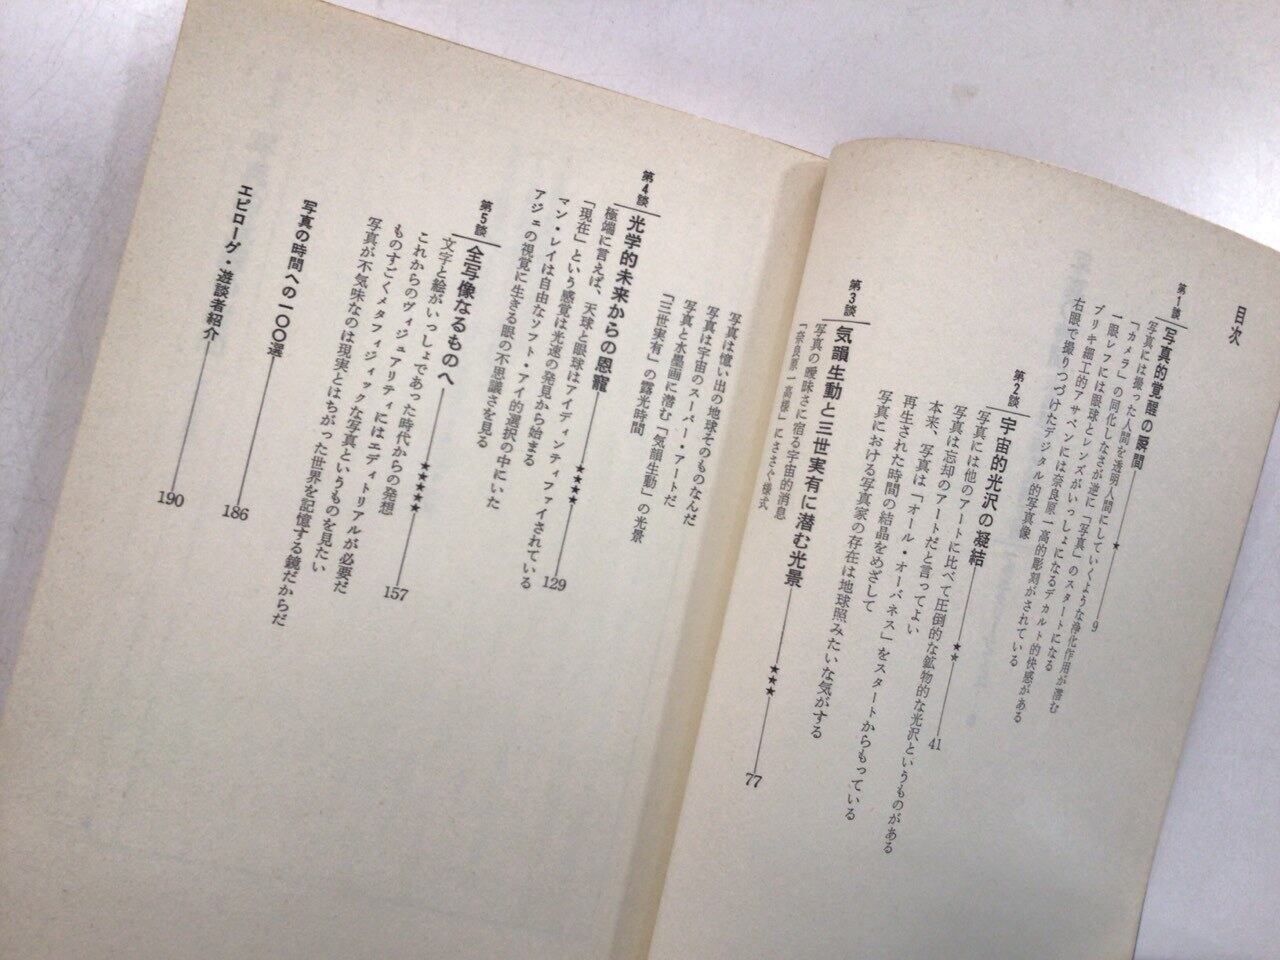 目次
第1談 写真的覚醒の瞬間 ★ 9
写真には撮った人間を透明人間にしていくような浄化作用が潜む
「カメラ」の同化しなさが逆に「写真」のスタートになる
一眼レフには眼球とレンズがいっしょになるデカルト的快感がある
ブリキ細工的アサペンには奈良原一高的彫刻がされている
右眼で撮りつづけてたデジタル的写真像
第2談 宇宙的光沢の凝結 ★★ 41
写真には他のアートに比べて圧倒的な鉱物的な光沢というものがある
写真は忘却のアートだと言ってよい
本来、写真は「オール・オーバネス」をスタートからもっている
再生された時間の結晶をめざして
写真における写真家の存在は地球照みたいな気がする
第3談 気韻生動と三世実有に潜む光景 ★★★ 77
写真の曖昧さに宿る宇宙的消息
「奈良原一高様」にささぐ様式
写真は憶い出の地球そのものなんだ
写真は宇宙のスーパー・アートだ
写真と水墨画に潜む「気韻生動」の光景
「三世実有」の露光時間
第4談 光学的未来からの恩寵 ★★★★ 129
極端に言えば、天球と眼球はアイディンティファイされている
「現在」という感覚は光速の発見から始まる
マン・レイは自由なソフト・アイ的選択の中にいた
アジェの視覚に生きる眼の不思議さを見る
第5談 全写像なるものへ ★★★★★ 157
文字と絵がいっしょであった時代からの発想
これからのヴィジュアリティにはエディトリアルが必要だ
ものすごくメタフィジィックな写真というものを見たい
写真が不気味なのは現実とはちがった世界を記憶する鏡だからだ
写真の時間への一〇〇選 186
エピローグ・遊談者紹介 190